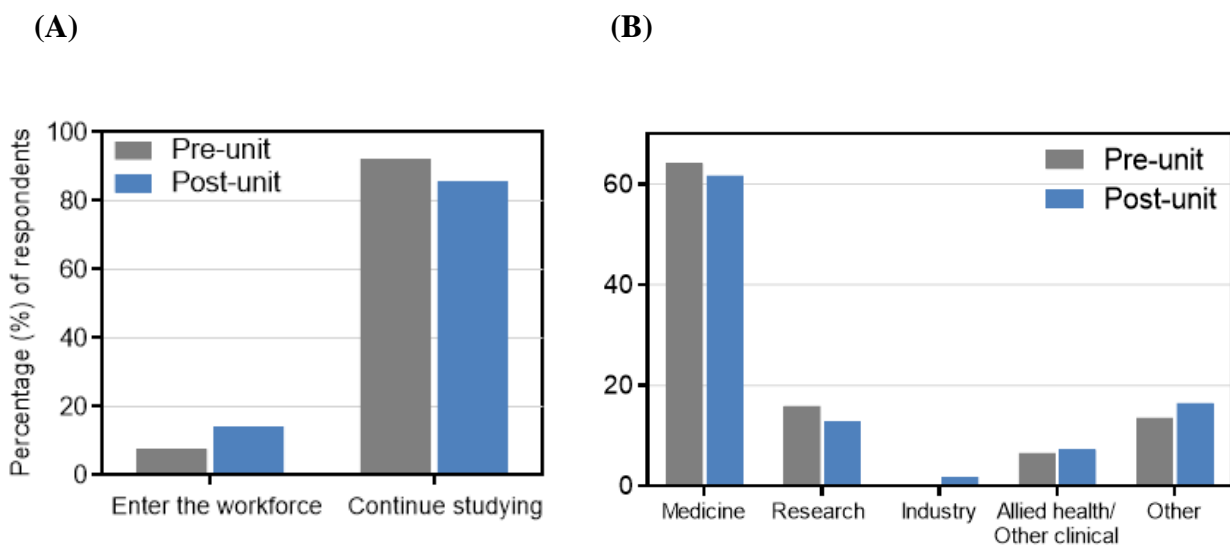 (A)
(B)
Percentage (%) of respondents
100
80
60
40
20
0
Pre-unit
Post-unit
Enter the workforce
Continue studying
60
40
20
0
Pre-unit
Post-unit
Medicine
Research
Industry
Allied health/
Other clinical
Other